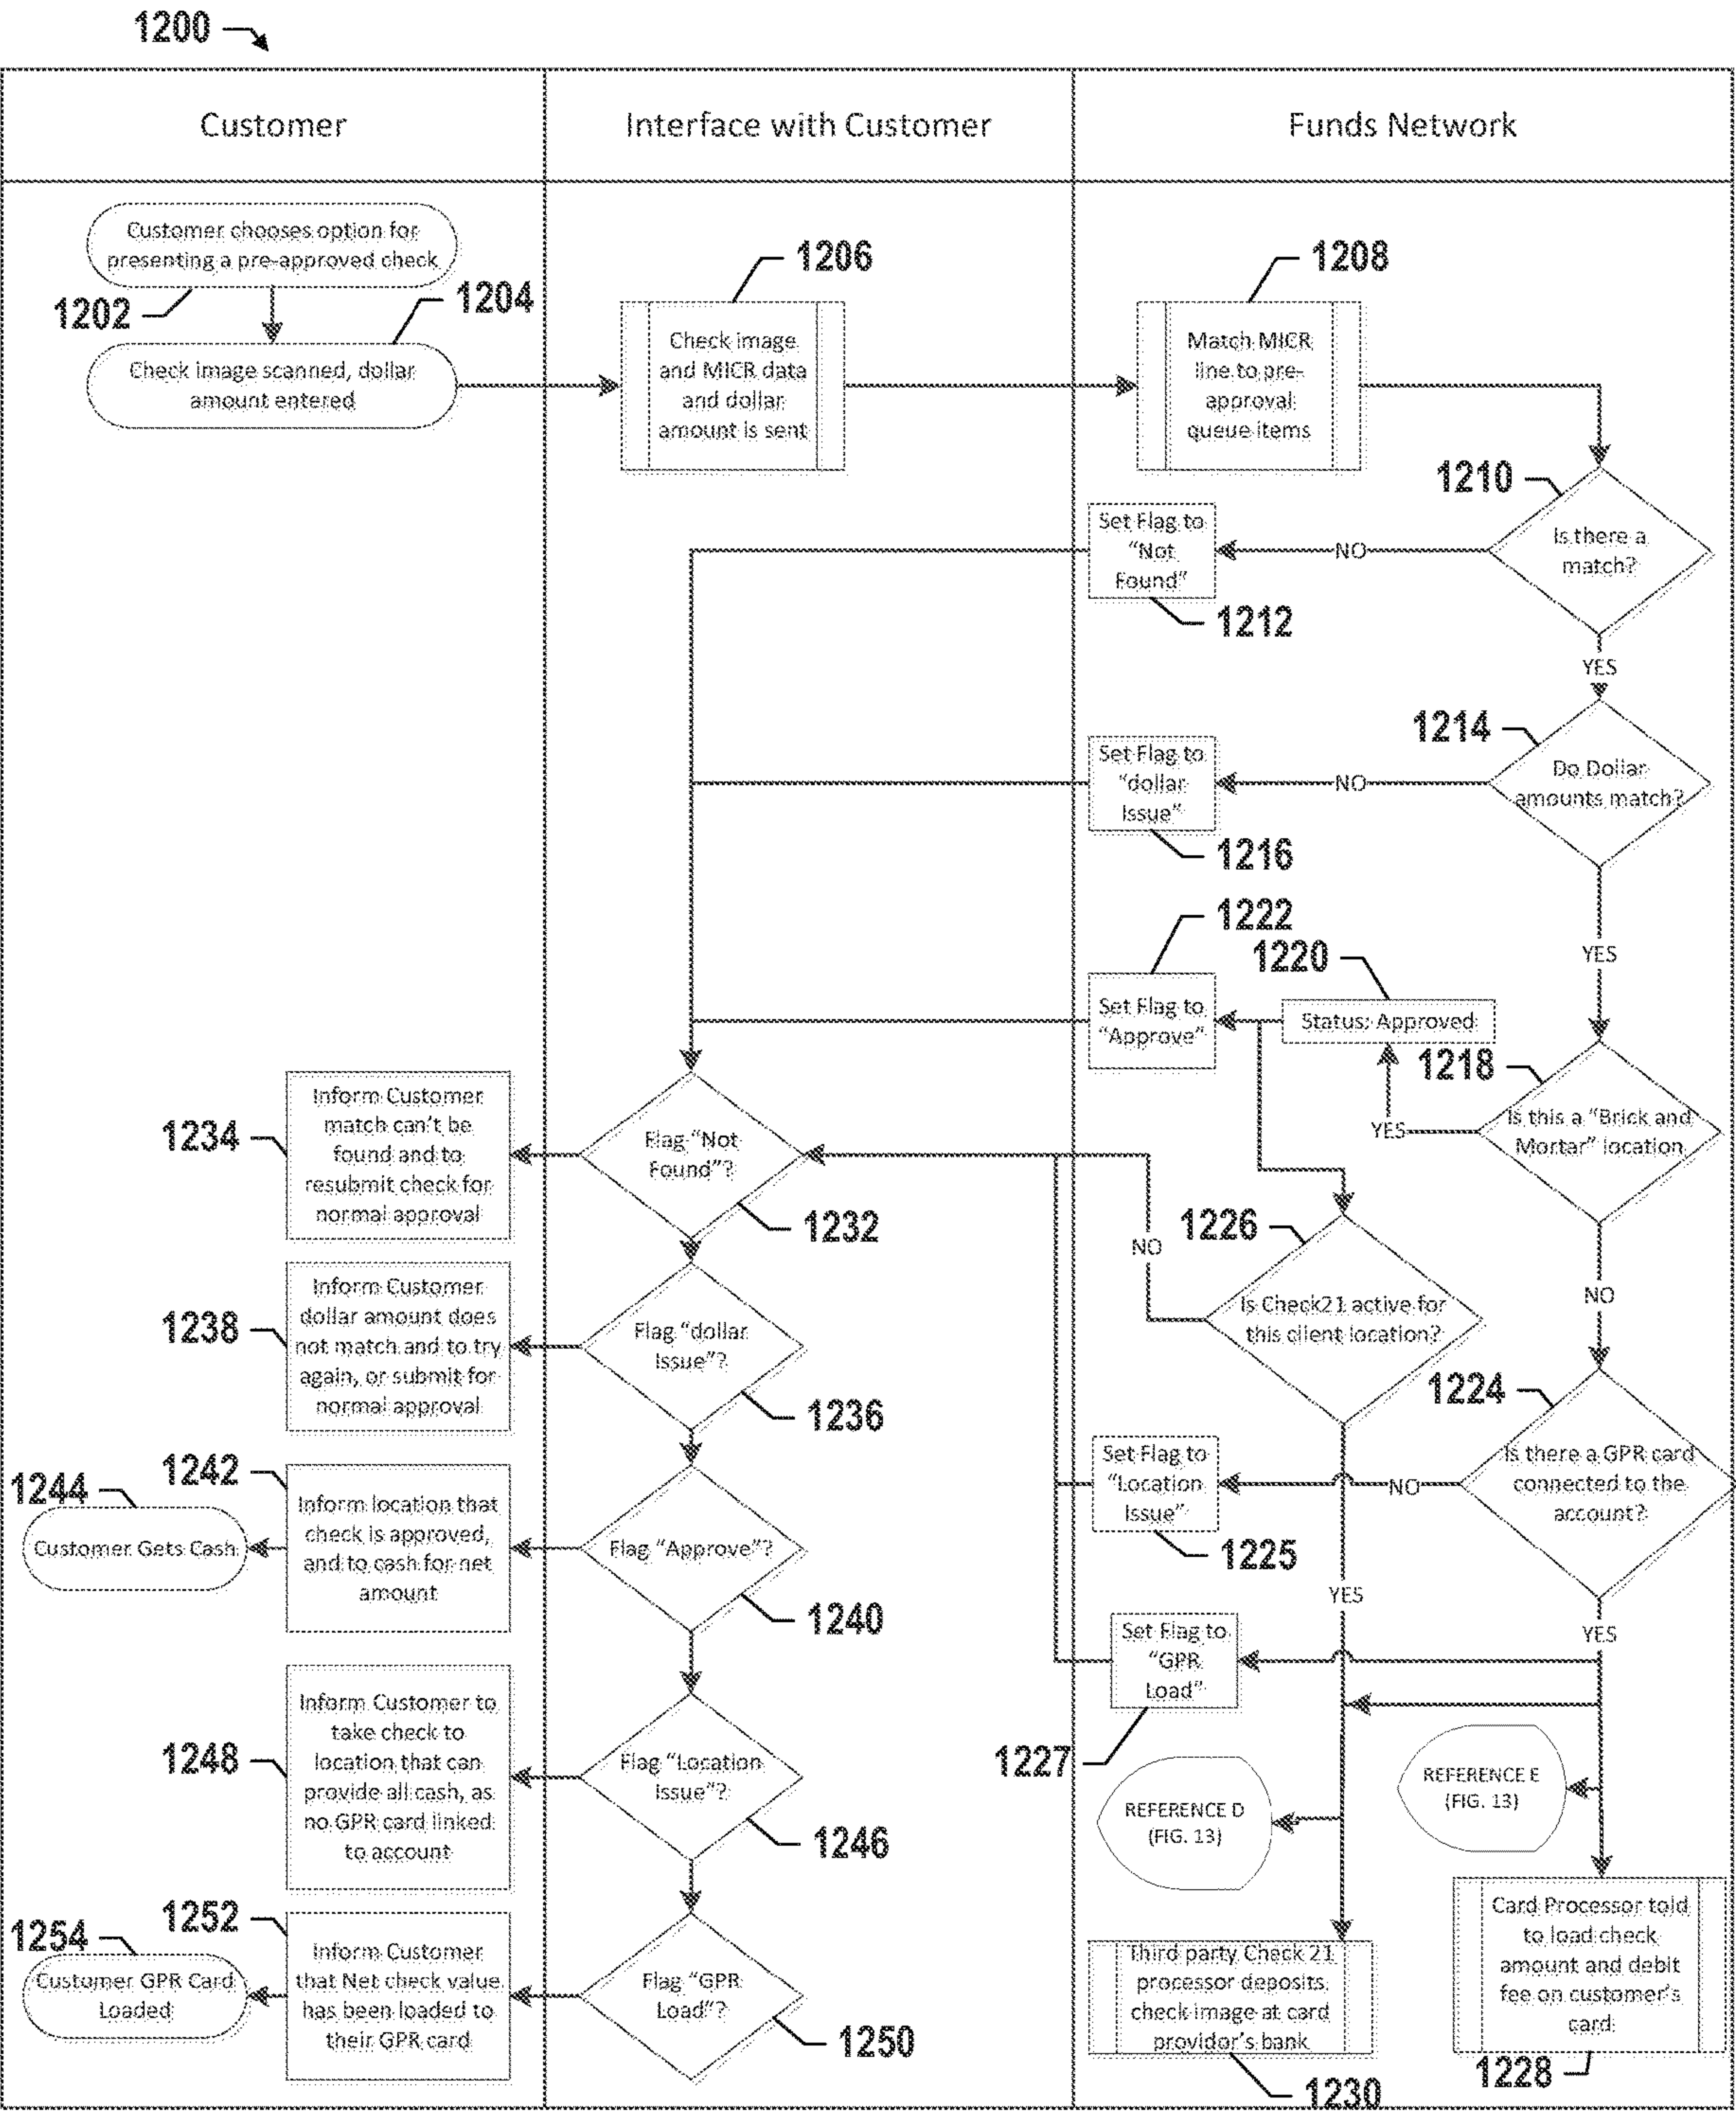 1200
Customer
Interface with Customer
Funds Network
Customer chooses option for
presenting a pre-approved check
1202
1204
Check image scanned, dollar
amount entered
1206
Check image
and MICR data
and dollar
amount is sent
1208
Match MICR
line to pre-
approval
queue items
1210
Is there a
match?
NO
Set Flag to
"Not
Found"
1212
YES
1214
Do Dollar
amounts match?
NO
Set Flag to
"dollar
Issue"
1216
YES
1222
Set Flag to
"Approve"
1220
Status: Approved
1218
Is this a "Brick and
Mortar" location
YES
NO
1226
Is Check21 active for
this client location?
NO
YES
1224
Is there a GPR card
connected to the
account?
NO
Set Flag to
"Location
Issue"
1225
YES
Set Flag to
"GPR
Load"
1227
REFERENCE D
(FIG. 13)
REFERENCE E
(FIG. 13)
Third party Check 21
processor deposits
check image at card
providor's bank
1230
Card Processor told
to load check
amount and debit
fee on customer's
card
1228
1234
Inform Customer
match can't be
found and to
resubmit check for
normal approval
Flag "Not
Found"?
1232
1238
Inform Customer
dollar amount does
not match and to try
again, or submit for
normal approval
Flag "dollar
Issue"?
1236
1242
1244
Customer Gets Cash
Inform location that
check is approved,
and to cash for net
amount
Flag "Approve"?
1240
1248
Inform Customer to
take check to
location that can
provide all cash, as
no GPR card linked
to account
Flag "Location
Issue"?
1246
1252
1254
Customer GPR Card
Loaded
Inform Customer
that Net check value
has been loaded to
their GPR card
Flag "GPR
Load"?
1250